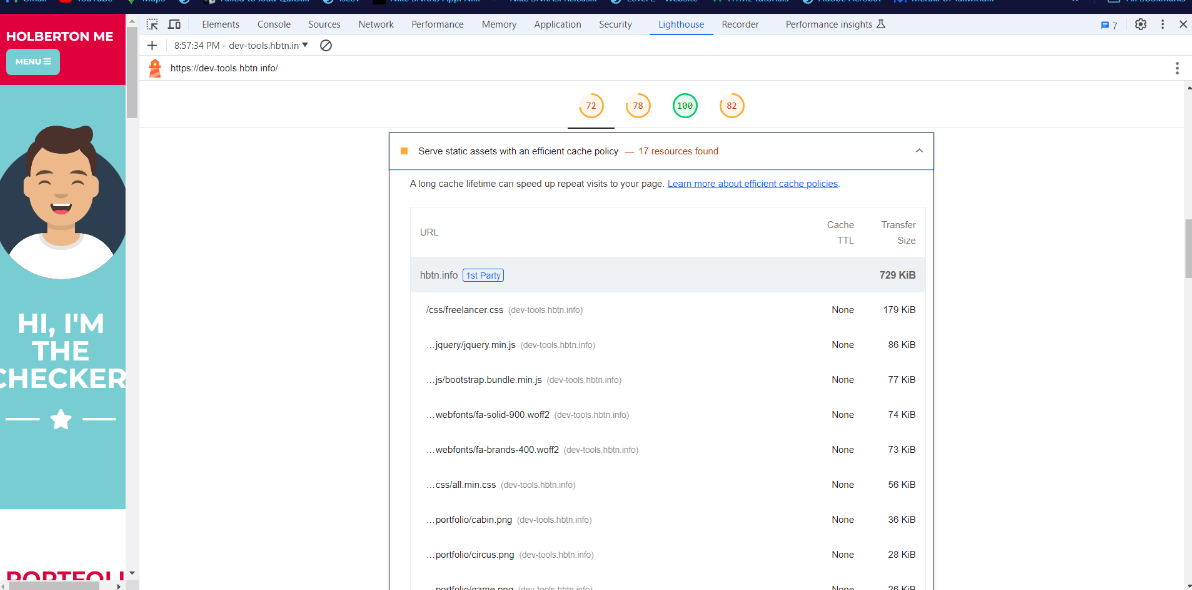 HOLBERTON ME
MENU
HI, I'M
THE
CHECKER
Elements Console Sources Network Performance Memory Application Security Lighthouse Recorder Performance insights 7
8:57:34 PM - dev-tools.hbtn.in
https://dev-tools.hbtn.info/
72 78 100 82
Serve static assets with an efficient cache policy — 17 resources found
A long cache lifetime can speed up repeat visits to your page. Learn more about efficient cache policies.
URL Cache TTL Transfer Size
hbtn.info 1st Party 729 KiB
/css/freelancer.css (dev-tools.hbtn.info) None 179 KiB
…jquery/jquery.min.js (dev-tools.hbtn.info) None 86 KiB
…js/bootstrap.bundle.min.js (dev-tools.hbtn.info) None 77 KiB
…webfonts/fa-solid-900.woff2 (dev-tools.hbtn.info) None 74 KiB
…webfonts/fa-brands-400.woff2 (dev-tools.hbtn.info) None 73 KiB
…css/all.min.css (dev-tools.hbtn.info) None 56 KiB
…portfolio/cabin.png (dev-tools.hbtn.info) None 36 KiB
…portfolio/circus.png (dev-tools.hbtn.info) None 28 KiB
…portfolio/game.png (dev-tools.hbtn.info) None 26 KiB